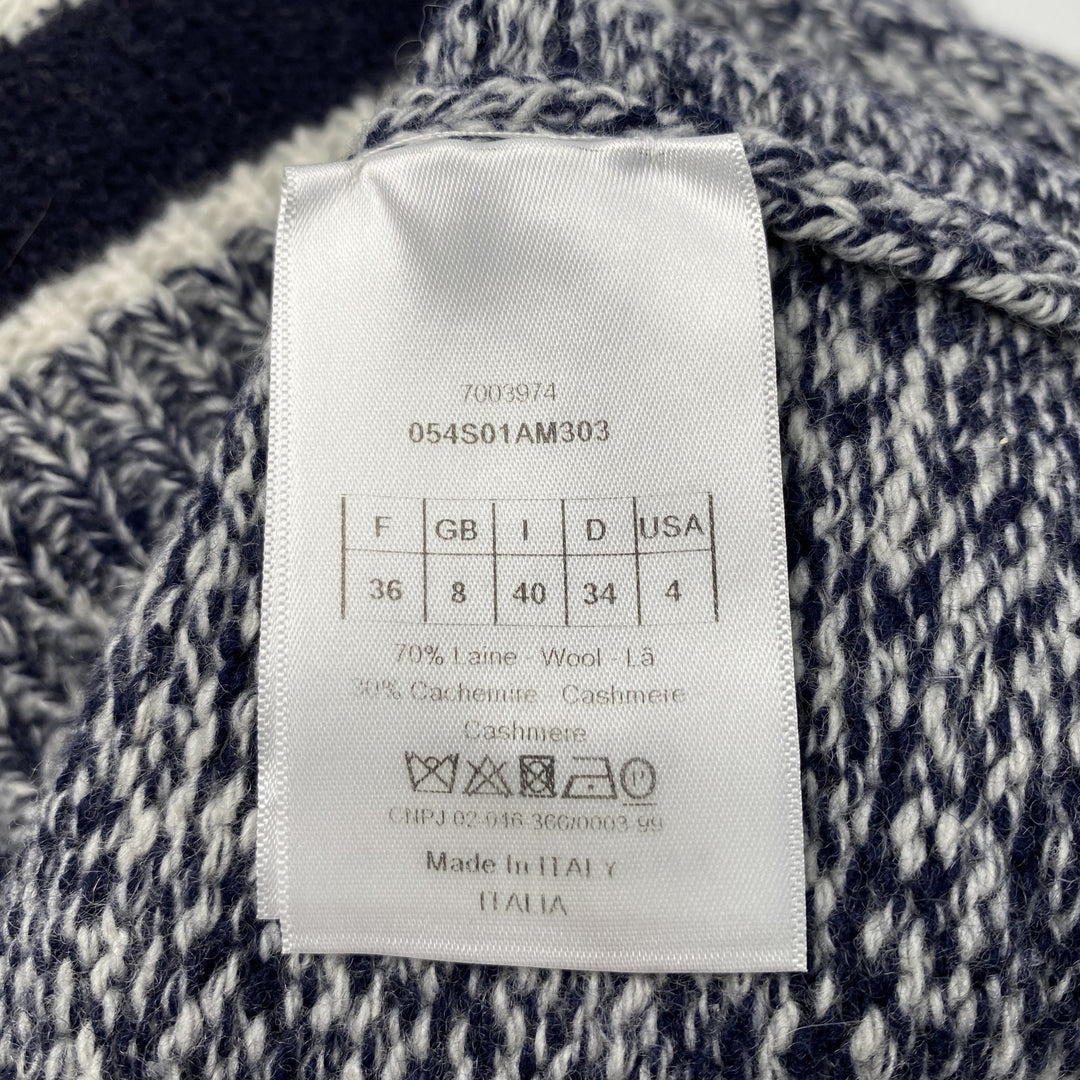 7003974
054S01AM303
F GB I D USA
36 8 40 34 4
70% Laine - Wool - Lã
30% Cachemire - Cashmere
Cashmere
CNPJ 02-046-366/0003-99
Made In ITALY
ITALIA